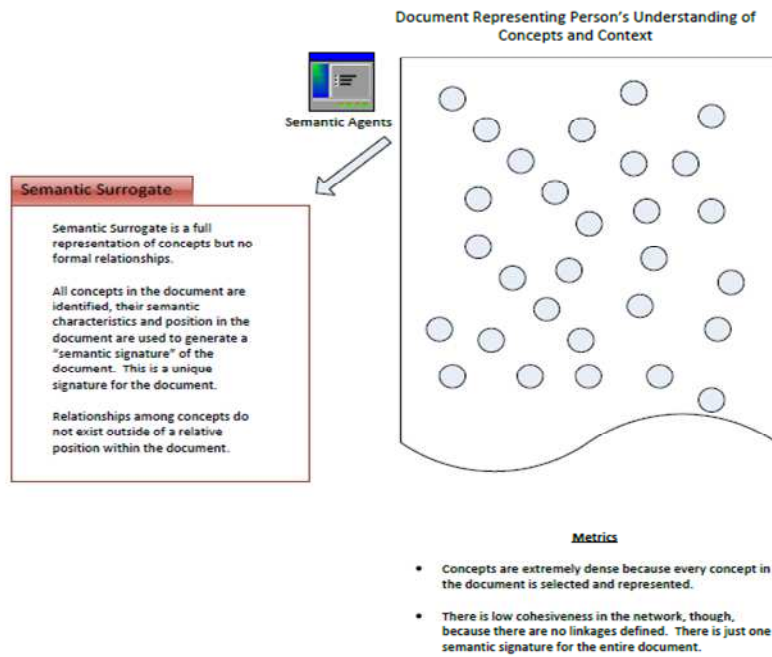 Document Representing Person's Understanding of
Concepts and Context
Semantic Agents
Semantic Surrogate
Semantic Surrogate is a full
representation of concepts but no
formal relationships.
All concepts in the document are
identified, their semantic
characteristics and position in the
document are used to generate a
"semantic signature" of the
document.  This is a unique
signature for the document.
Relationships among concepts do
not exist outside of a relative
position within the document.
Metrics
• Concepts are extremely dense because every concept in
the document is selected and represented.
• There is low cohesiveness in the network, though,
because there are no linkages defined.  There is just one
semantic signature for the entire document.